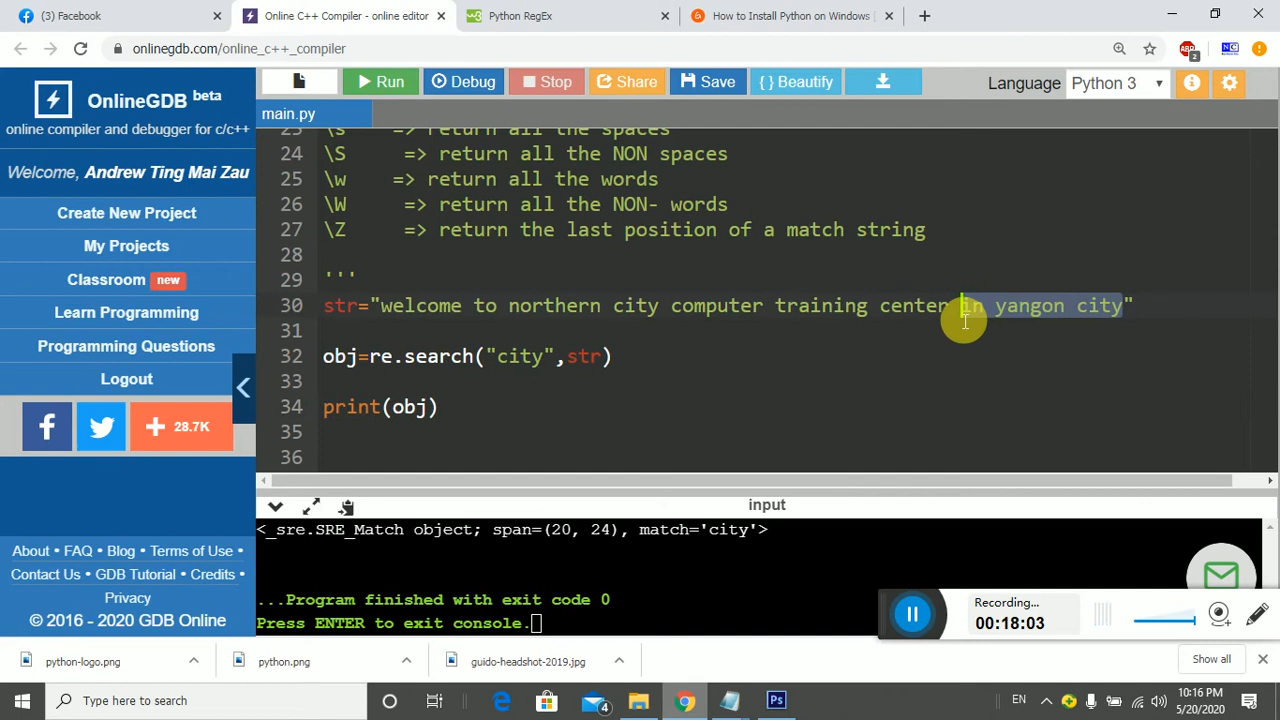 (3) Facebook
Online C++ Compiler - online editor
Python RegEx
How to Install Python on Windows [
onlinegdb.com/online_c++_compiler
OnlineGDB beta
online compiler and debugger for c/c++
Welcome, Andrew Ting Mai Zau
Create New Project
My Projects
Classroom new
Learn Programming
Programming Questions
Logout
28.7K
About • FAQ • Blog • Terms of Use •
Contact Us • GDB Tutorial • Credits •
Privacy
© 2016 - 2020 GDB Online
Run
Debug
Stop
Share
Save
{ } Beautify
Language Python 3
main.py
23 \s => return all the spaces
24 \S => return all the NON spaces
25 \w => return all the words
26 \W => return all the NON- words
27 \Z => return the last position of a match string
28
29 '''
30 str="welcome to northern city computer training center in yangon city"
31
32 obj=re.search("city",str)
33
34 print(obj)
35
36
input
<_sre.SRE_Match object; span=(20, 24), match='city'>
...Program finished with exit code 0
Press ENTER to exit console.
Recording...
00:18:03
python-logo.png
python.png
guido-headshot-2019.jpg
Show all
Type here to search
4
Ps
EN
10:16 PM
5/20/2020